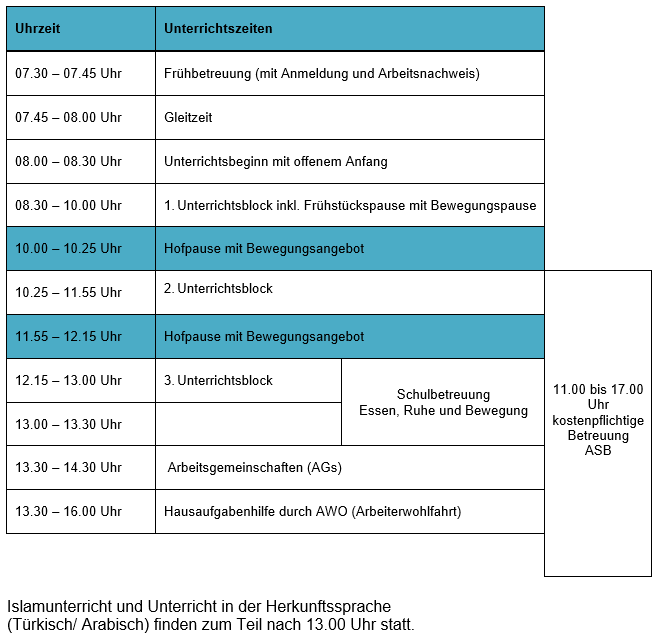 Uhrzeit Unterrichtszeiten
07.30 – 07.45 Uhr Frühbetreuung (mit Anmeldung und Arbeitsnachweis)
07.45 – 08.00 Uhr Gleitzeit
08.00 – 08.30 Uhr Unterrichtsbeginn mit offenem Anfang
08.30 – 10.00 Uhr 1. Unterrichtsblock inkl. Frühstückspause mit Bewegungspause
10.00 – 10.25 Uhr Hofpause mit Bewegungsangebot
10.25 – 11.55 Uhr 2. Unterrichtsblock
11.55 – 12.15 Uhr Hofpause mit Bewegungsangebot
12.15 – 13.00 Uhr 3. Unterrichtsblock
Schulbetreuung
Essen, Ruhe und Bewegung
13.00 – 13.30 Uhr
13.30 – 14.30 Uhr Arbeitsgemeinschaften (AGs)
13.30 – 16.00 Uhr Hausaufgabenhilfe durch AWO (Arbeiterwohlfahrt)
11.00 bis 17.00
Uhr
kostenpflichtige
Betreuung
ASB
Islamunterricht und Unterricht in der Herkunftssprache
(Türkisch/ Arabisch) finden zum Teil nach 13.00 Uhr statt.